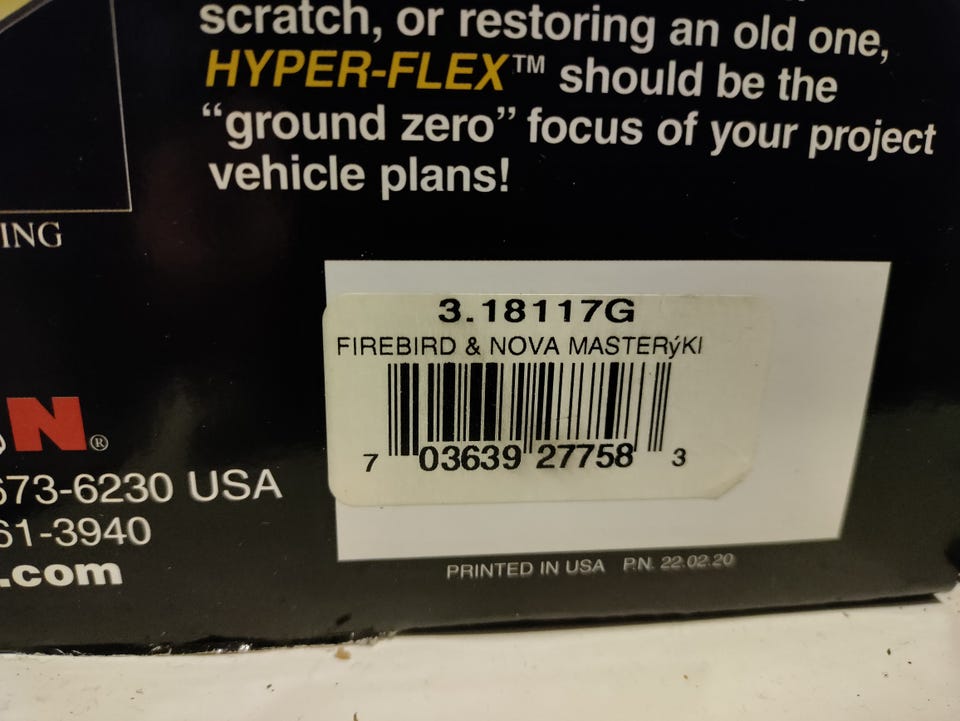 scratch, or restoring an old one,
HYPER-FLEX™ should be the
“ground zero” focus of your project
vehicle plans!
ING
3.18117G
FIREBIRD & NOVA MASTERýKI
7 03639 27758 3
N®
673-6230 USA
61-3940
.com
PRINTED IN USA P.N. 22.02.20